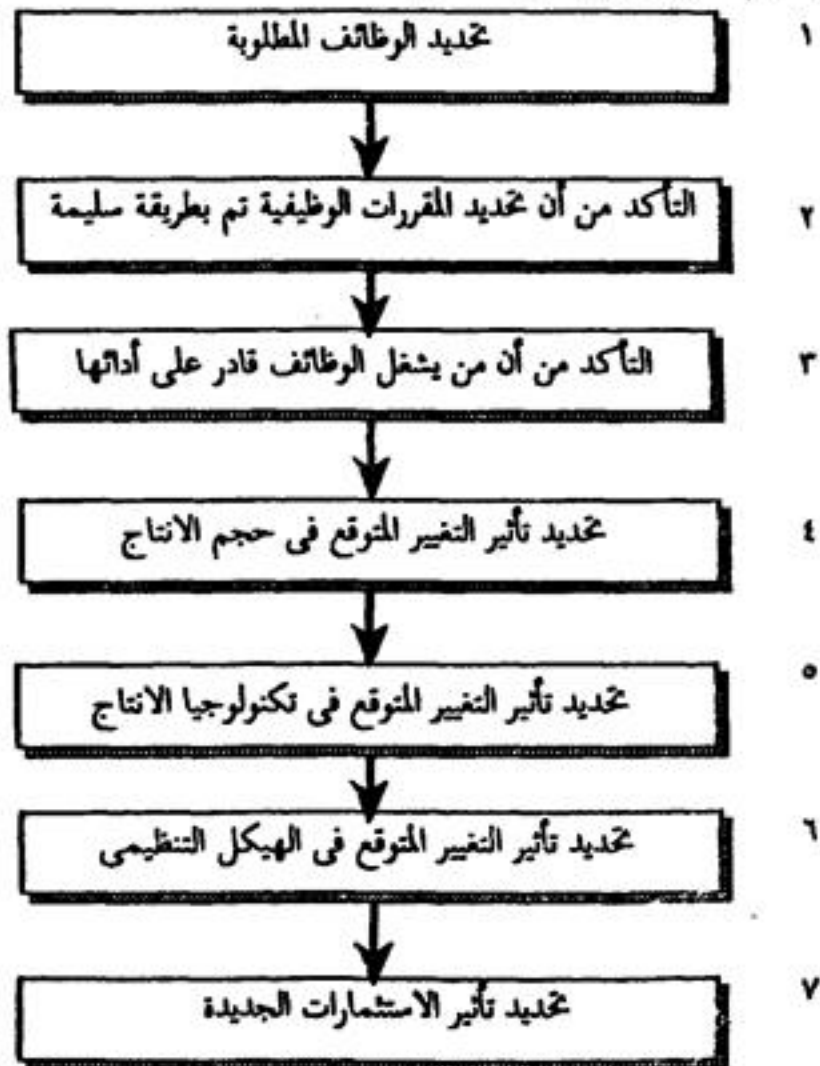 ١ تحديد الوظائف المطلوبة
٢ التأكد من أن تحديد المقررات الوظيفية تم بطريقة سليمة
٣ التأكد من أن من يشغل الوظائف قادر على أدائها
٤ تحديد تأثير التغيير المتوقع فى حجم الانتاج
٥ تحديد تأثير التغيير المتوقع فى تكنولوجيا الانتاج
٦ تحديد تأثير التغيير المتوقع فى الهيكل التنظيمى
٧ تحديد تأثير الاستثمارات الجديدة